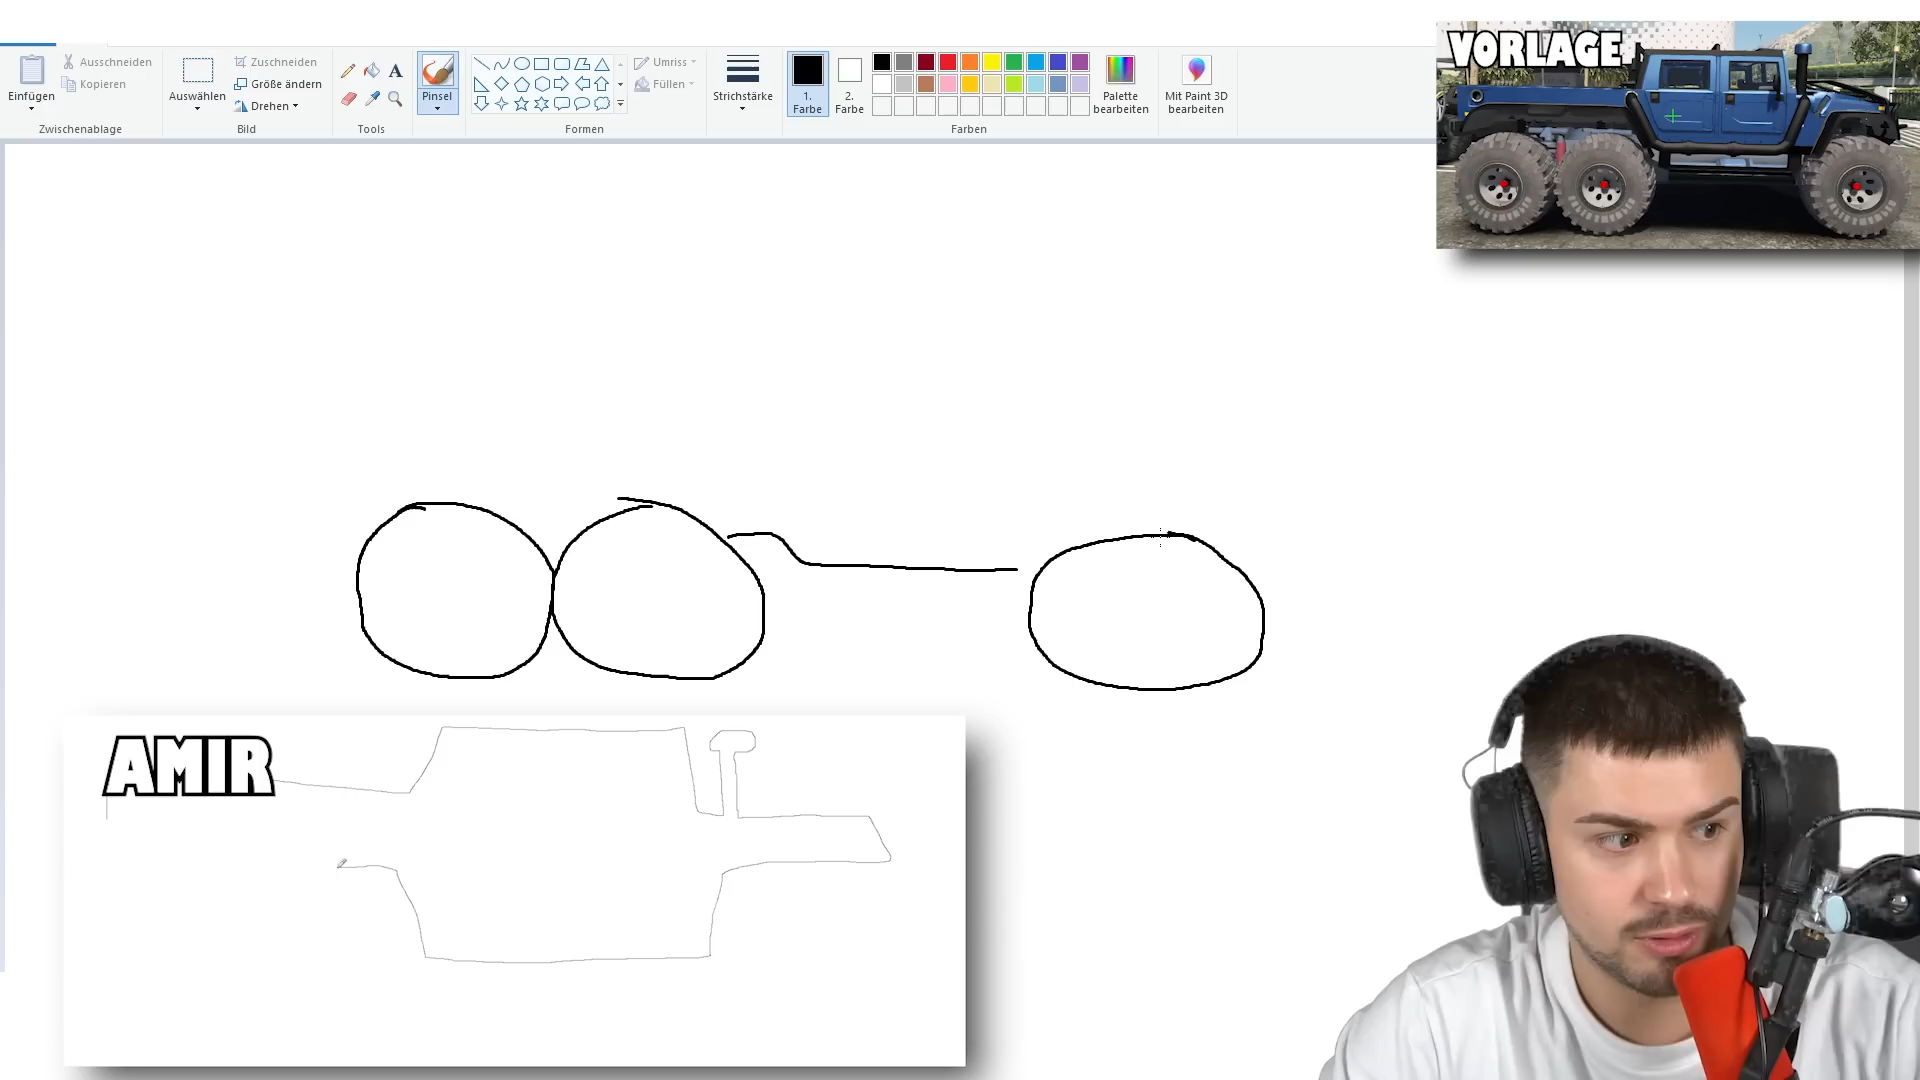 VORLAGE
Ausschneiden
Kopieren
Einfügen
Zwischenablage
Auswählen
Zuschneiden
Größe ändern
Drehen
Bild
A
Tools
Pinsel
Formen
Umriss
Füllen
Strichstärke
1.
Farbe
2.
Farbe
Farben
Palette
bearbeiten
Mit Paint 3D
bearbeiten
AMIR